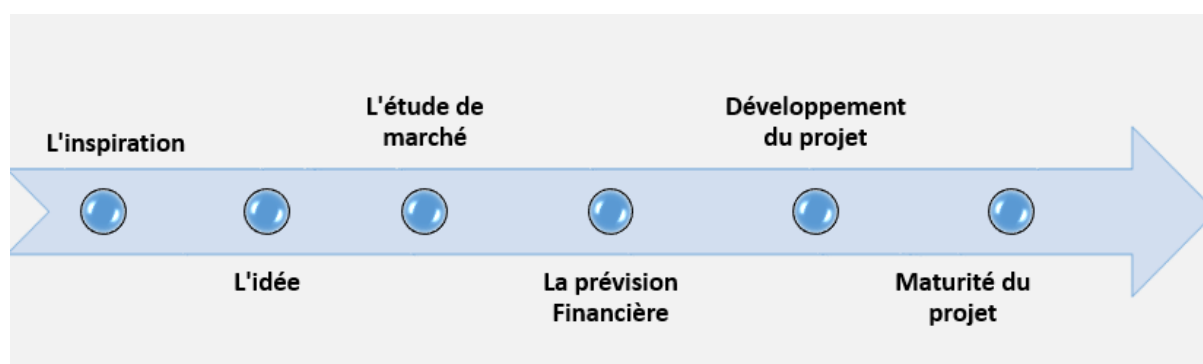 L'inspiration
L'idée
L'étude de
marché
La prévision
Financière
Développement
du projet
Maturité du
projet